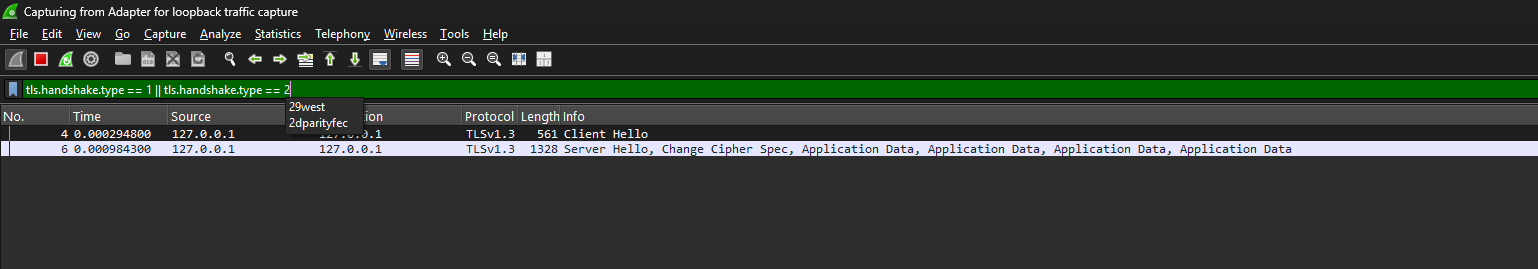 Capturing from Adapter for loopback traffic capture
File Edit View Go Capture Analyze Statistics Telephony Wireless Tools Help
tls.handshake.type == 1 || tls.handshake.type == 2
29west
2dparityfec
No. Time Source tion Protocol Length Info
4 0.000294800 127.0.0.1 127.0.0.1 TLSv1.3 561 Client Hello
6 0.000984300 127.0.0.1 127.0.0.1 TLSv1.3 1328 Server Hello, Change Cipher Spec, Application Data, Application Data, Application Data, Application Data